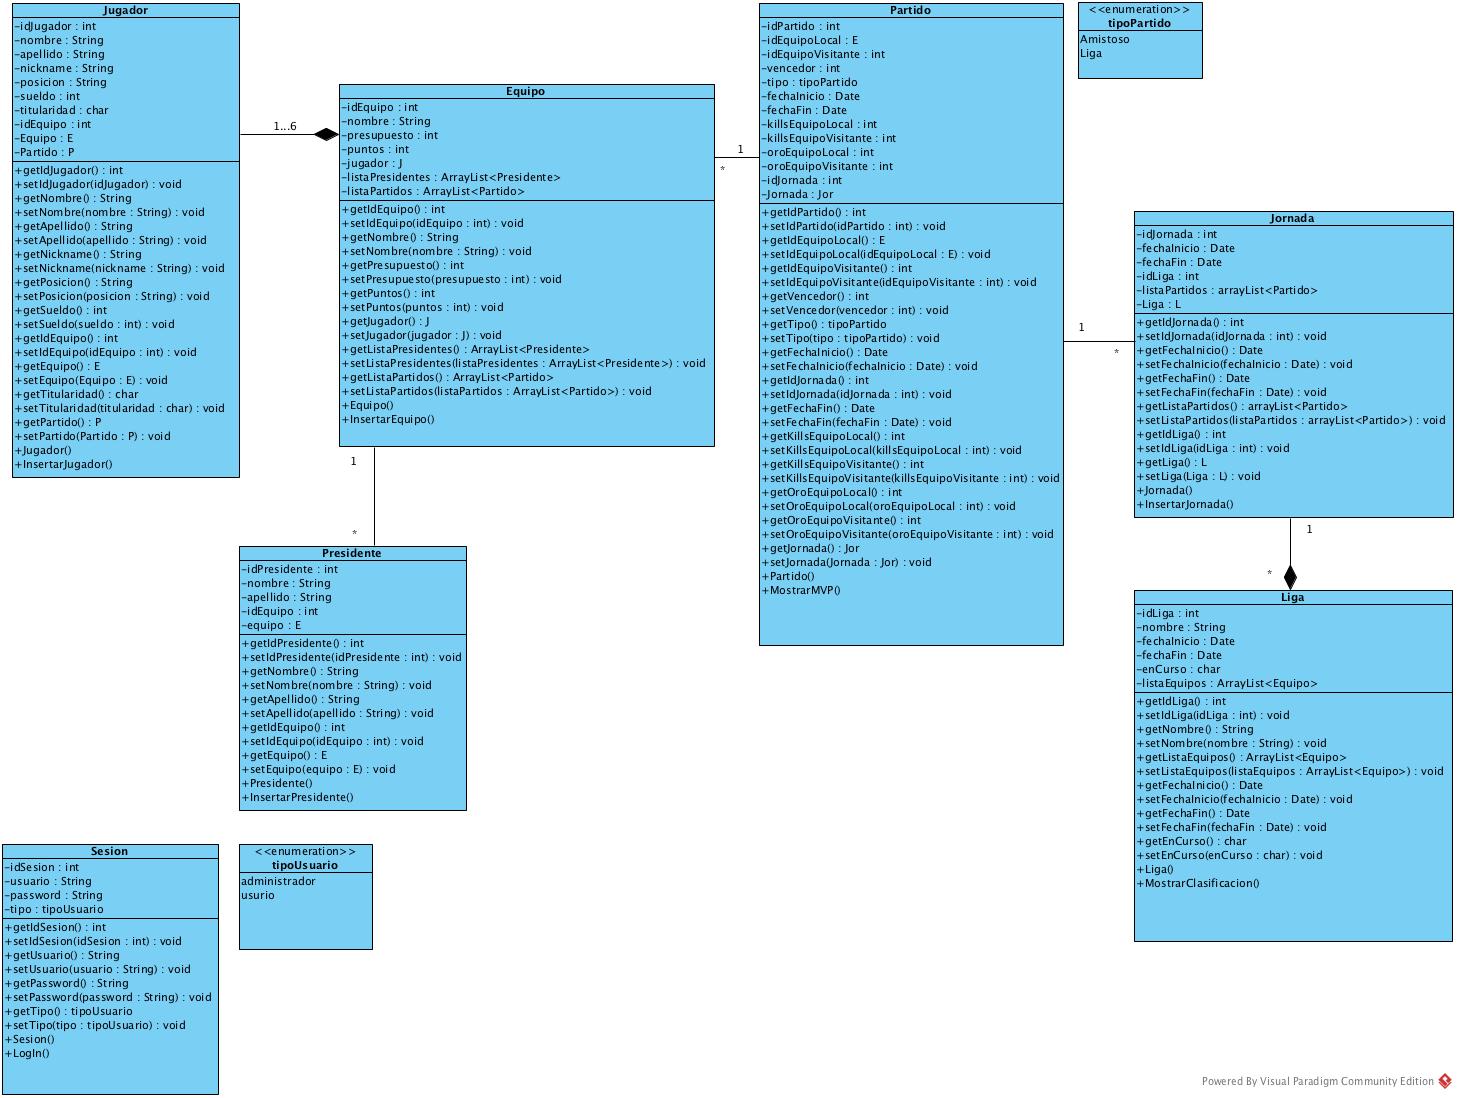 Jugador
-idJugador : int
-nombre : String
-apellido : String
-nickname : String
-posicion : String
-sueldo : int
-titularidad : char
-idEquipo : int
-Equipo : E
-Partido : P
+getIdJugador() : int
+setIdJugador(idJugador) : void
+getNombre() : String
+setNombre(nombre : String) : void
+getApellido() : String
+setApellido(apellido : String) : void
+getNickname() : String
+setNickname(nickname : String) : void
+getPosicion() : String
+setPosicion(posicion : String) : void
+getSueldo() : int
+setSueldo(sueldo : int) : void
+getIdEquipo() : int
+setIdEquipo(idEquipo : int) : void
+getEquipo() : E
+setEquipo(Equipo : E) : void
+getTitularidad() : char
+setTitularidad(titularidad : char) : void
+getPartido() : P
+setPartido(Partido : P) : void
+Jugador()
+InsertarJugador()
1...6
Equipo
-idEquipo : int
-nombre : String
-presupuesto : int
-puntos : int
-jugador : J
-listaPresidentes : ArrayList<Presidente>
-listaPartidos : ArrayList<Partido>
+getIdEquipo() : int
+setIdEquipo(idEquipo : int) : void
+getNombre() : String
+setNombre(nombre : String) : void
+getPresupuesto() : int
+setPresupuesto(presupuesto : int) : void
+getPuntos() : int
+setPuntos(puntos : int) : void
+getJugador() : J
+setJugador(jugador : J) : void
+getListaPresidentes() : ArrayList<Presidente>
+setListaPresidentes(listaPresidentes : ArrayList<Presidente>) : void
+getListaPartidos() : ArrayList<Partido>
+setListaPartidos(listaPartidos : ArrayList<Partido>) : void
+Equipo()
+InsertarEquipo()
1
*
1
*
Partido
-idPartido : int
-idEquipoLocal : E
-idEquipoVisitante : int
-vencedor : int
-tipo : tipoPartido
-fechaInicio : Date
-fechaFin : Date
-killsEquipoLocal : int
-killsEquipoVisitante : int
-oroEquipoLocal : int
-oroEquipoVisitante : int
-idJornada : int
-Jornada : Jor
+getIdPartido() : int
+setIdPartido(idPartido : int) : void
+getIdEquipoLocal() : E
+setIdEquipoLocal(idEquipoLocal : E) : void
+getIdEquipoVisitante() : int
+setIdEquipoVisitante(idEquipoVisitante : int) : void
+getVencedor() : int
+setVencedor(vencedor : int) : void
+getTipo() : tipoPartido
+setTipo(tipo : tipoPartido) : void
+getFechaInicio() : Date
+setFechaInicio(fechaInicio : Date) : void
+getIdJornada() : int
+setIdJornada(idJornada : int) : void
+getFechaFin() : Date
+setFechaFin(fechaFin : Date) : void
+getKillsEquipoLocal() : int
+setKillsEquipoLocal(killsEquipoLocal : int) : void
+getKillsEquipoVisitante() : int
+setKillsEquipoVisitante(killsEquipoVisitante : int) : void
+getOroEquipoLocal() : int
+setOroEquipoLocal(oroEquipoLocal : int) : void
+getOroEquipoVisitante() : int
+setOroEquipoVisitante(oroEquipoVisitante : int) : void
+getJornada() : Jor
+setJornada(Jornada : Jor) : void
+Partido()
+MostrarMVP()
<<enumeration>>
tipoPartido
Amistoso
Liga
1
*
Jornada
-idJornada : int
-fechaInicio : Date
-fechaFin : Date
-idLiga : int
-listaPartidos : arrayList<Partido>
-Liga : L
+getIdJornada() : int
+setIdJornada(idJornada : int) : void
+getFechaInicio() : Date
+setFechaInicio(fechaInicio : Date) : void
+getFechaFin() : Date
+setFechaFin(fechaFin : Date) : void
+getListaPartidos() : arrayList<Partido>
+setListaPartidos(listaPartidos : arrayList<Partido>) : void
+getIdLiga() : int
+setIdLiga(idLiga : int) : void
+getLiga() : L
+setLiga(Liga : L) : void
+Jornada()
+InsertarJornada()
1
*
Liga
-idLiga : int
-nombre : String
-fechaInicio : Date
-fechaFin : Date
-enCurso : char
-listaEquipos : ArrayList<Equipo>
+getIdLiga() : int
+setIdLiga(idLiga : int) : void
+getNombre() : String
+setNombre(nombre : String) : void
+getListaEquipos() : ArrayList<Equipo>
+setListaEquipos(listaEquipos : ArrayList<Equipo>) : void
+getFechaInicio() : Date
+setFechaInicio(fechaInicio : Date) : void
+getFechaFin() : Date
+setFechaFin(fechaFin : Date) : void
+getEnCurso() : char
+setEnCurso(enCurso : char) : void
+Liga()
+MostrarClasificacion()
Presidente
-idPresidente : int
-nombre : String
-apellido : String
-idEquipo : int
-equipo : E
+getIdPresidente() : int
+setIdPresidente(idPresidente : int) : void
+getNombre() : String
+setNombre(nombre : String) : void
+getApellido() : String
+setApellido(apellido : String) : void
+getIdEquipo() : int
+setIdEquipo(idEquipo : int) : void
+getEquipo() : E
+setEquipo(equipo : E) : void
+Presidente()
+InsertarPresidente()
Sesion
-idSesion : int
-usuario : String
-password : String
-tipo : tipoUsuario
+getIdSesion() : int
+setIdSesion(idSesion : int) : void
+getUsuario() : String
+setUsuario(usuario : String) : void
+getPassword() : String
+setPassword(password : String) : void
+getTipo() : tipoUsuario
+setTipo(tipo : tipoUsuario) : void
+Sesion()
+LogIn()
<<enumeration>>
tipoUsuario
administrador
usurio
Powered By Visual Paradigm Community Edition